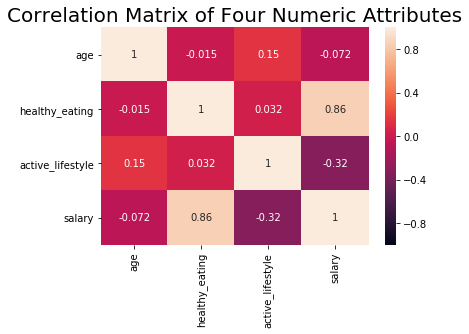 Correlation Matrix of Four Numeric Attributes
age 1 -0.015 0.15 -0.072
healthy_eating -0.015 1 0.032 0.86
active_lifestyle 0.15 0.032 1 -0.32
salary -0.072 0.86 -0.32 1
age healthy_eating active_lifestyle salary
0.8
0.4
0.0
-0.4
-0.8